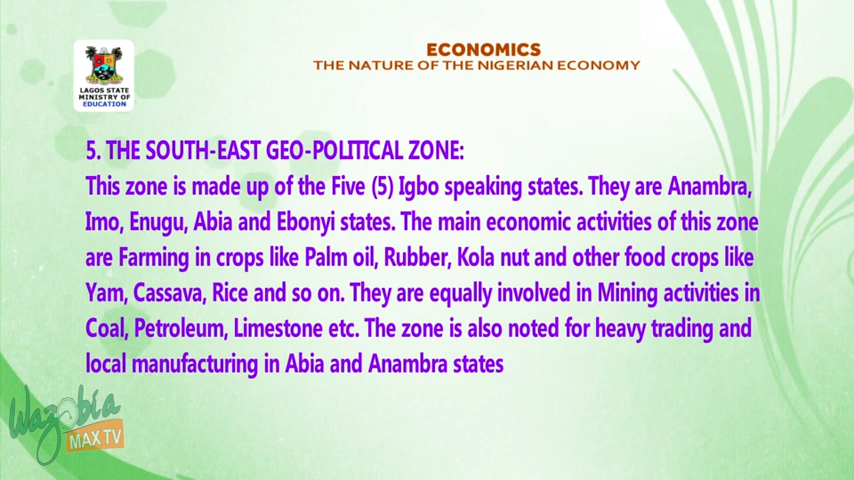 ECONOMICS
THE NATURE OF THE NIGERIAN ECONOMY
LAGOS STATE
MINISTRY OF
EDUCATION
5. THE SOUTH-EAST GEO-POLITICAL ZONE:
This zone is made up of the Five (5) Igbo speaking states. They are Anambra,
Imo, Enugu, Abia and Ebonyi states. The main economic activities of this zone
are Farming in crops like Palm oil, Rubber, Kola nut and other food crops like
Yam, Cassava, Rice and so on. They are equally involved in Mining activities in
Coal, Petroleum, Limestone etc. The zone is also noted for heavy trading and
local manufacturing in Abia and Anambra states
Wazobia
MAX TV